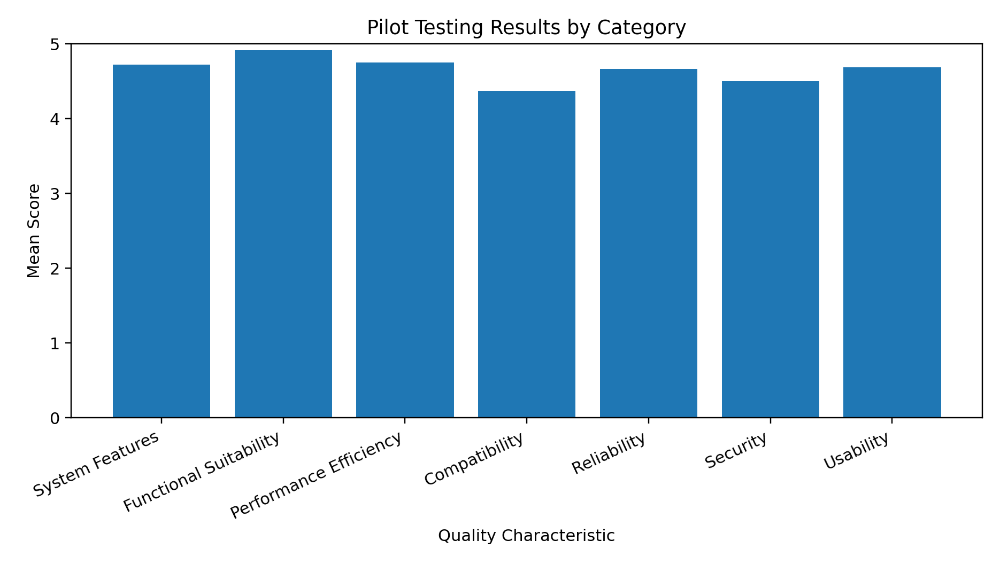 Pilot Testing Results by Category
5
4
3
2
1
0
Mean Score
System Features
Functional Suitability
Performance Efficiency
Compatibility
Reliability
Security
Usability
Quality Characteristic